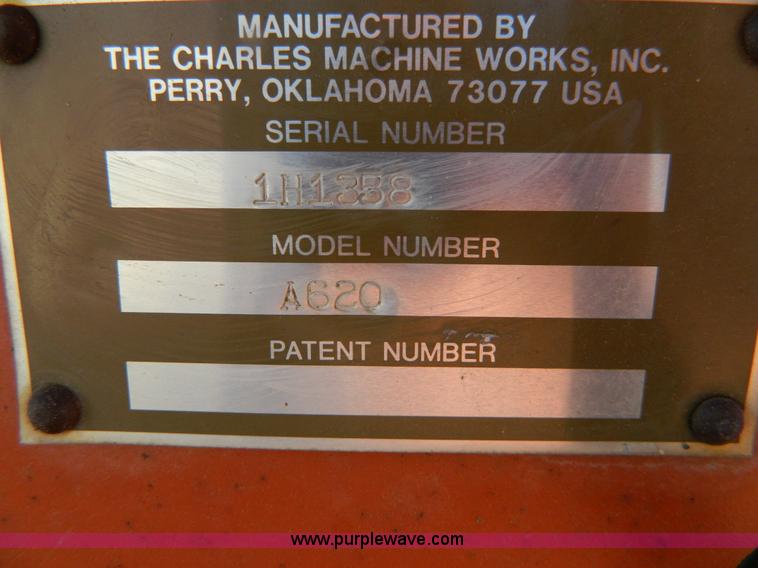 MANUFACTURED BY
THE CHARLES MACHINE WORKS, INC.
PERRY, OKLAHOMA 73077 USA
SERIAL NUMBER
1H1358
MODEL NUMBER
A620
PATENT NUMBER
www.purplewave.com